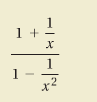 1 + 1/x
1 − 1/x²